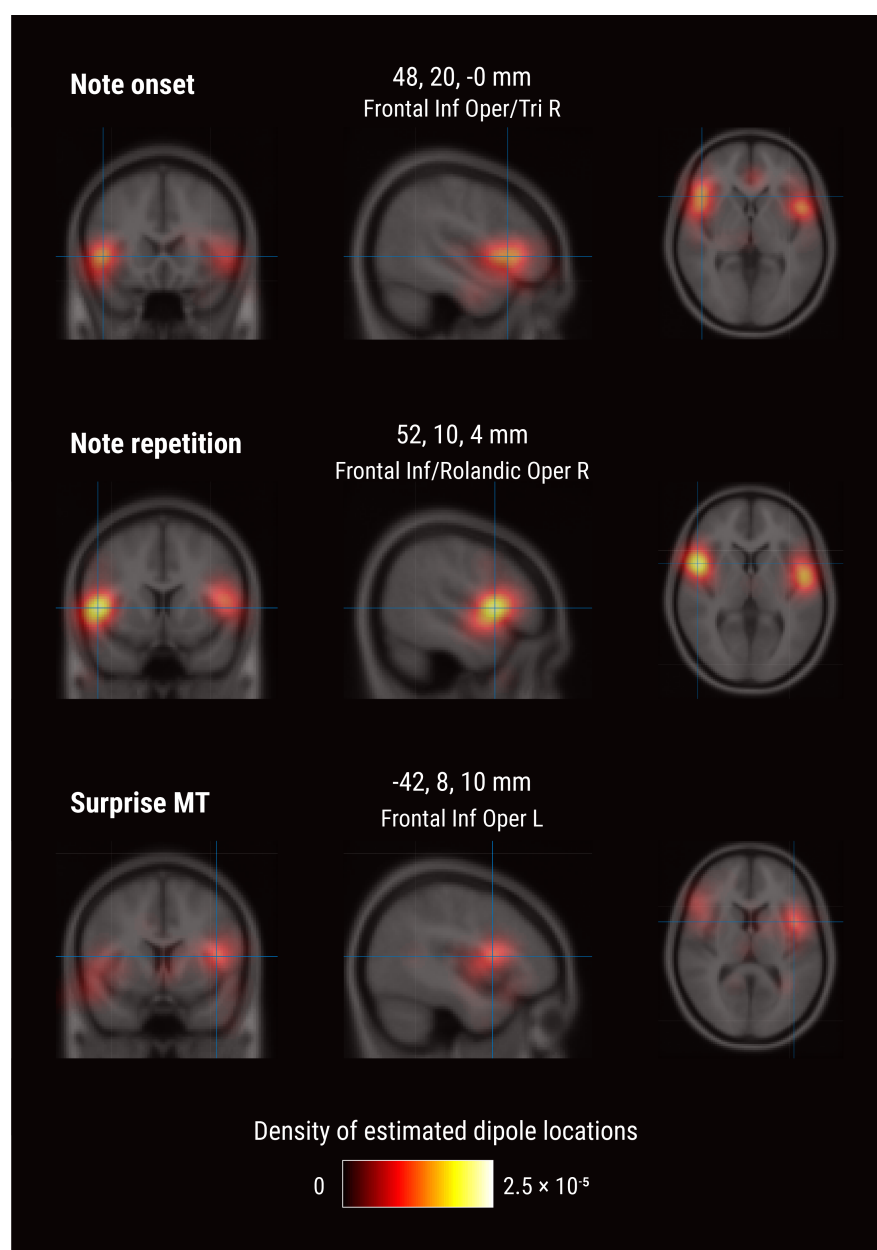 Note onset
48, 20, -0 mm
Frontal Inf Oper/Tri R
Note repetition
52, 10, 4 mm
Frontal Inf/Rolandic Oper R
Surprise MT
-42, 8, 10 mm
Frontal Inf Oper L
Density of estimated dipole locations
0 2.5 × 10⁻⁵